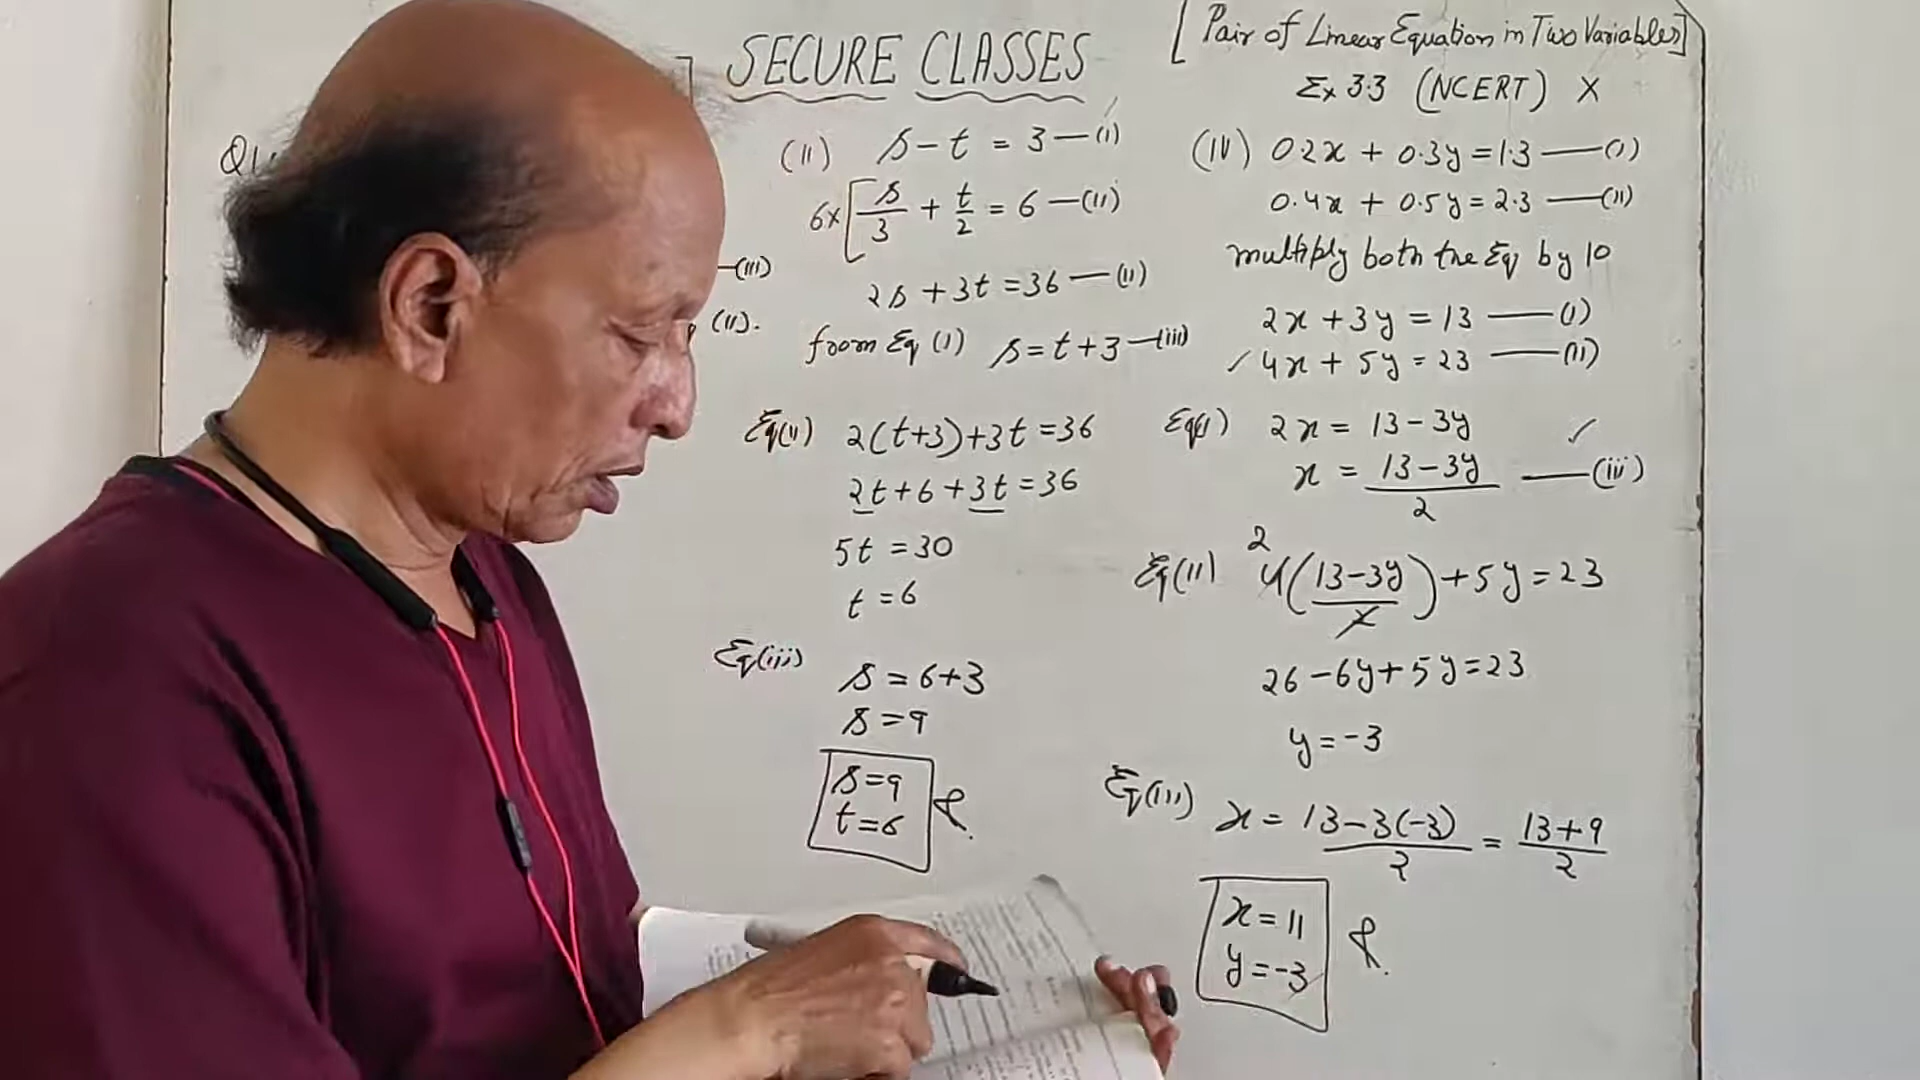 SECURE CLASSES
[Pair of Linear Equation in Two Variables]
Ex 3.3 (NCERT) X
—(iii)
(ii).
(ii) s - t = 3 —(i)
6×[s/3 + t/2 = 6 —(ii)
2s + 3t = 36 —(ii)
from Eq (i) s = t + 3 —(iii)
Eq(ii) 2(t+3)+3t = 36
2t + 6 + 3t = 36
5t = 30
t = 6
Eq(iii) s = 6+3
s = 9
s = 9
t = 6
(iv) 0.2x + 0.3y = 1.3 —(i)
0.4x + 0.5y = 2.3 —(ii)
multiply both the Eq by 10
2x + 3y = 13 —(i)
✓ 4x + 5y = 23 —(ii)
Eq(i) 2x = 13 - 3y ✓
x = 13-3y/2 —(iii)
2
Eq(ii) 4(13-3y/2) + 5y = 23
26 - 6y + 5y = 23
y = -3
Eq(iii) x = 13-3(-3)/2 = 13+9/2
x = 11
y = -3